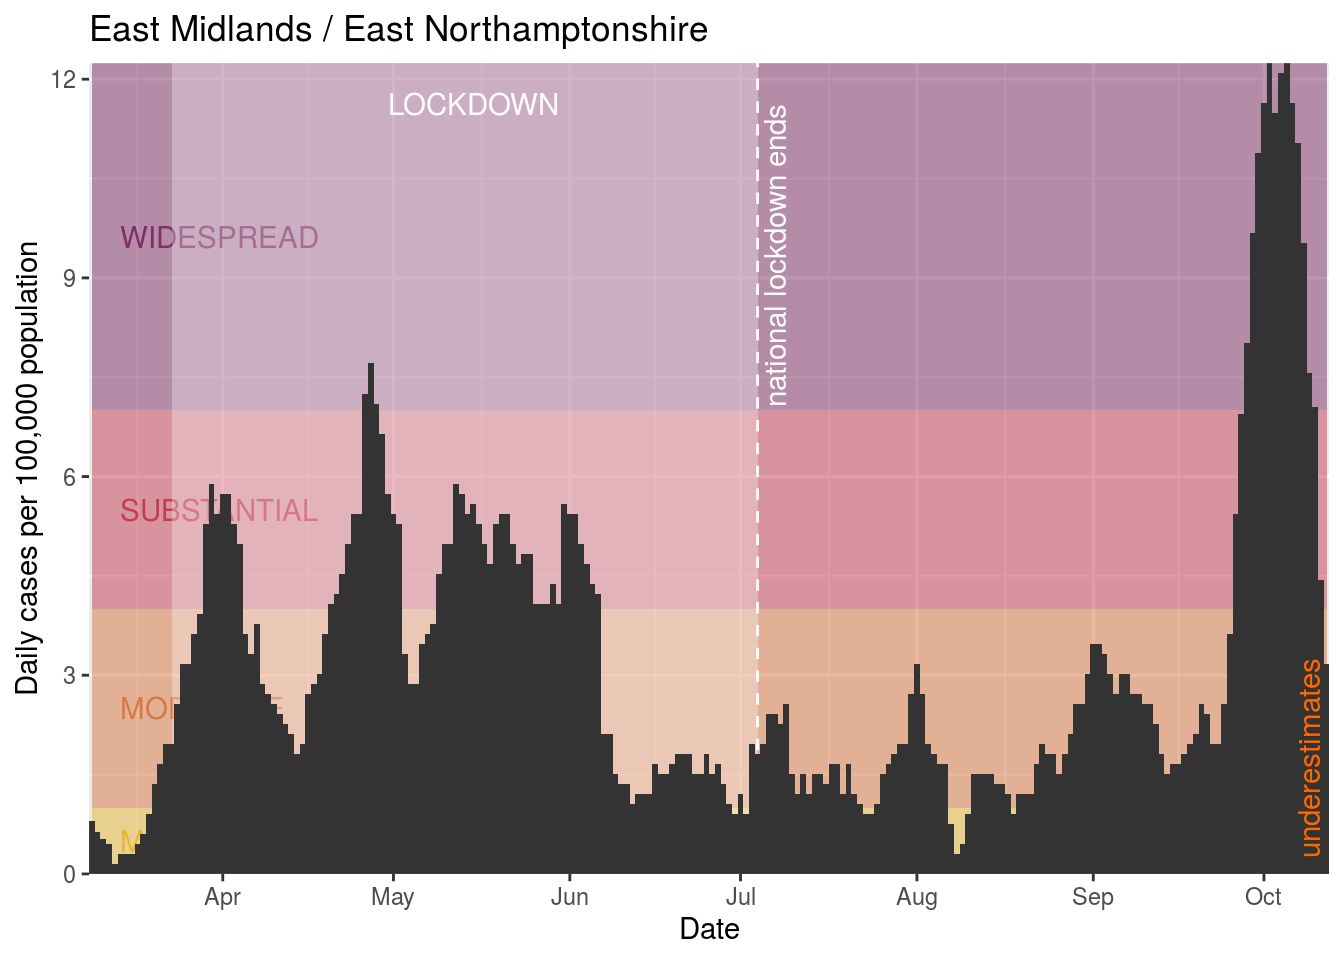 East Midlands / East Northamptonshire
12
9
6
3
0
Daily cases per 100,000 population
LOCKDOWN
national lockdown ends
WIDESPREAD
SUBSTANTIAL
underestimates
Apr
May
Jun
Jul
Aug
Sep
Oct
Date